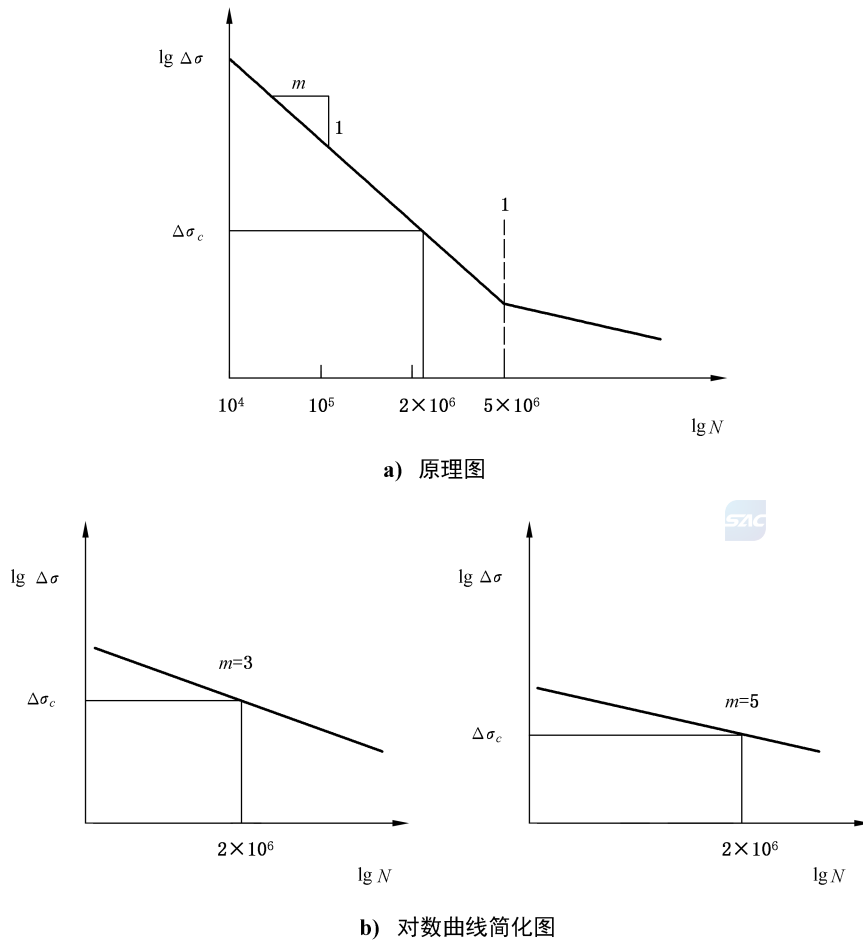 lg Δσ
m
1
1
Δσc
10⁴ 10⁵ 2×10⁶ 5×10⁶
lg N
a) 原理图
SAC
lg Δσ
m=3
Δσc
2×10⁶
lg N
lg Δσ
m=5
Δσc
2×10⁶
lg N
b) 对数曲线简化图